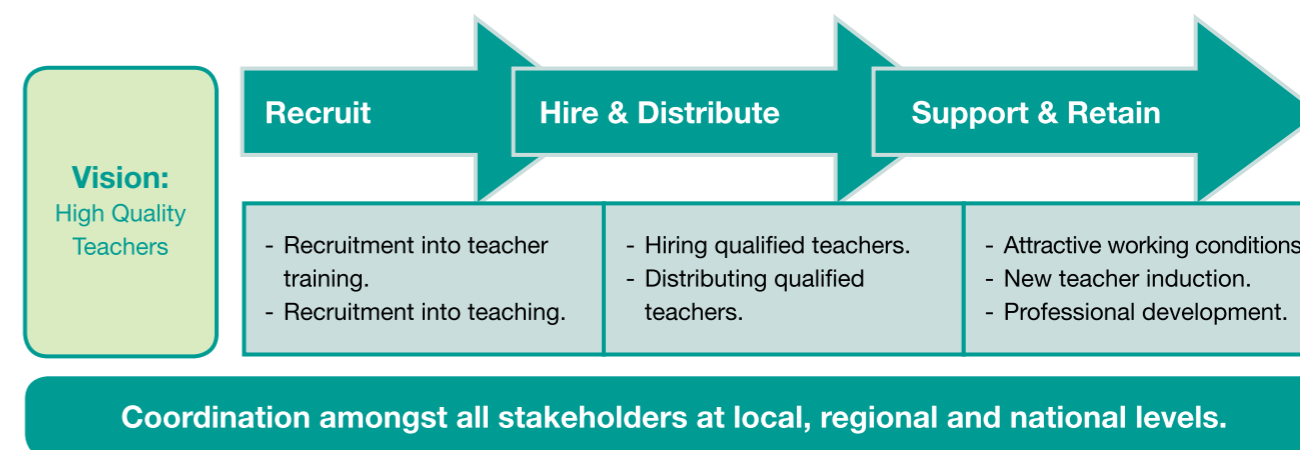 Recruit
Hire & Distribute
Support & Retain
Vision:
High Quality
Teachers
- Recruitment into teacher
training.
- Recruitment into teaching.
- Hiring qualified teachers.
- Distributing qualified
teachers.
- Attractive working conditions
- New teacher induction.
- Professional development.
Coordination amongst all stakeholders at local, regional and national levels.